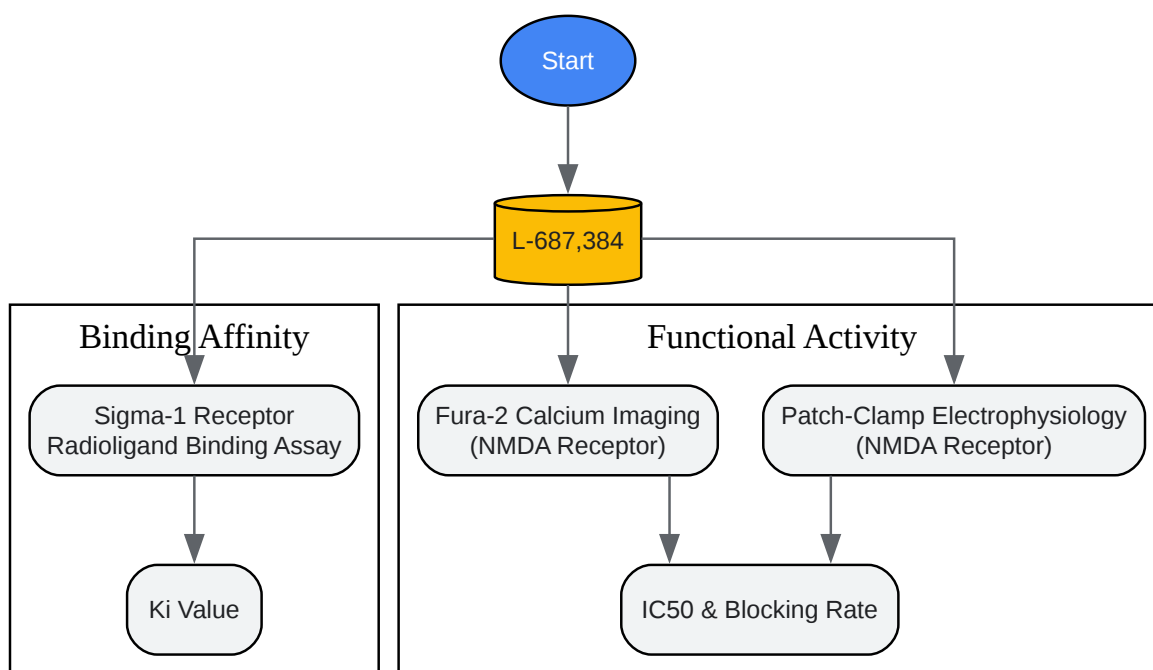 Start
L-687,384
Binding Affinity
Functional Activity
Sigma-1 Receptor
Radioligand Binding Assay
Fura-2 Calcium Imaging
(NMDA Receptor)
Patch-Clamp Electrophysiology
(NMDA Receptor)
Ki Value
IC50 & Blocking Rate